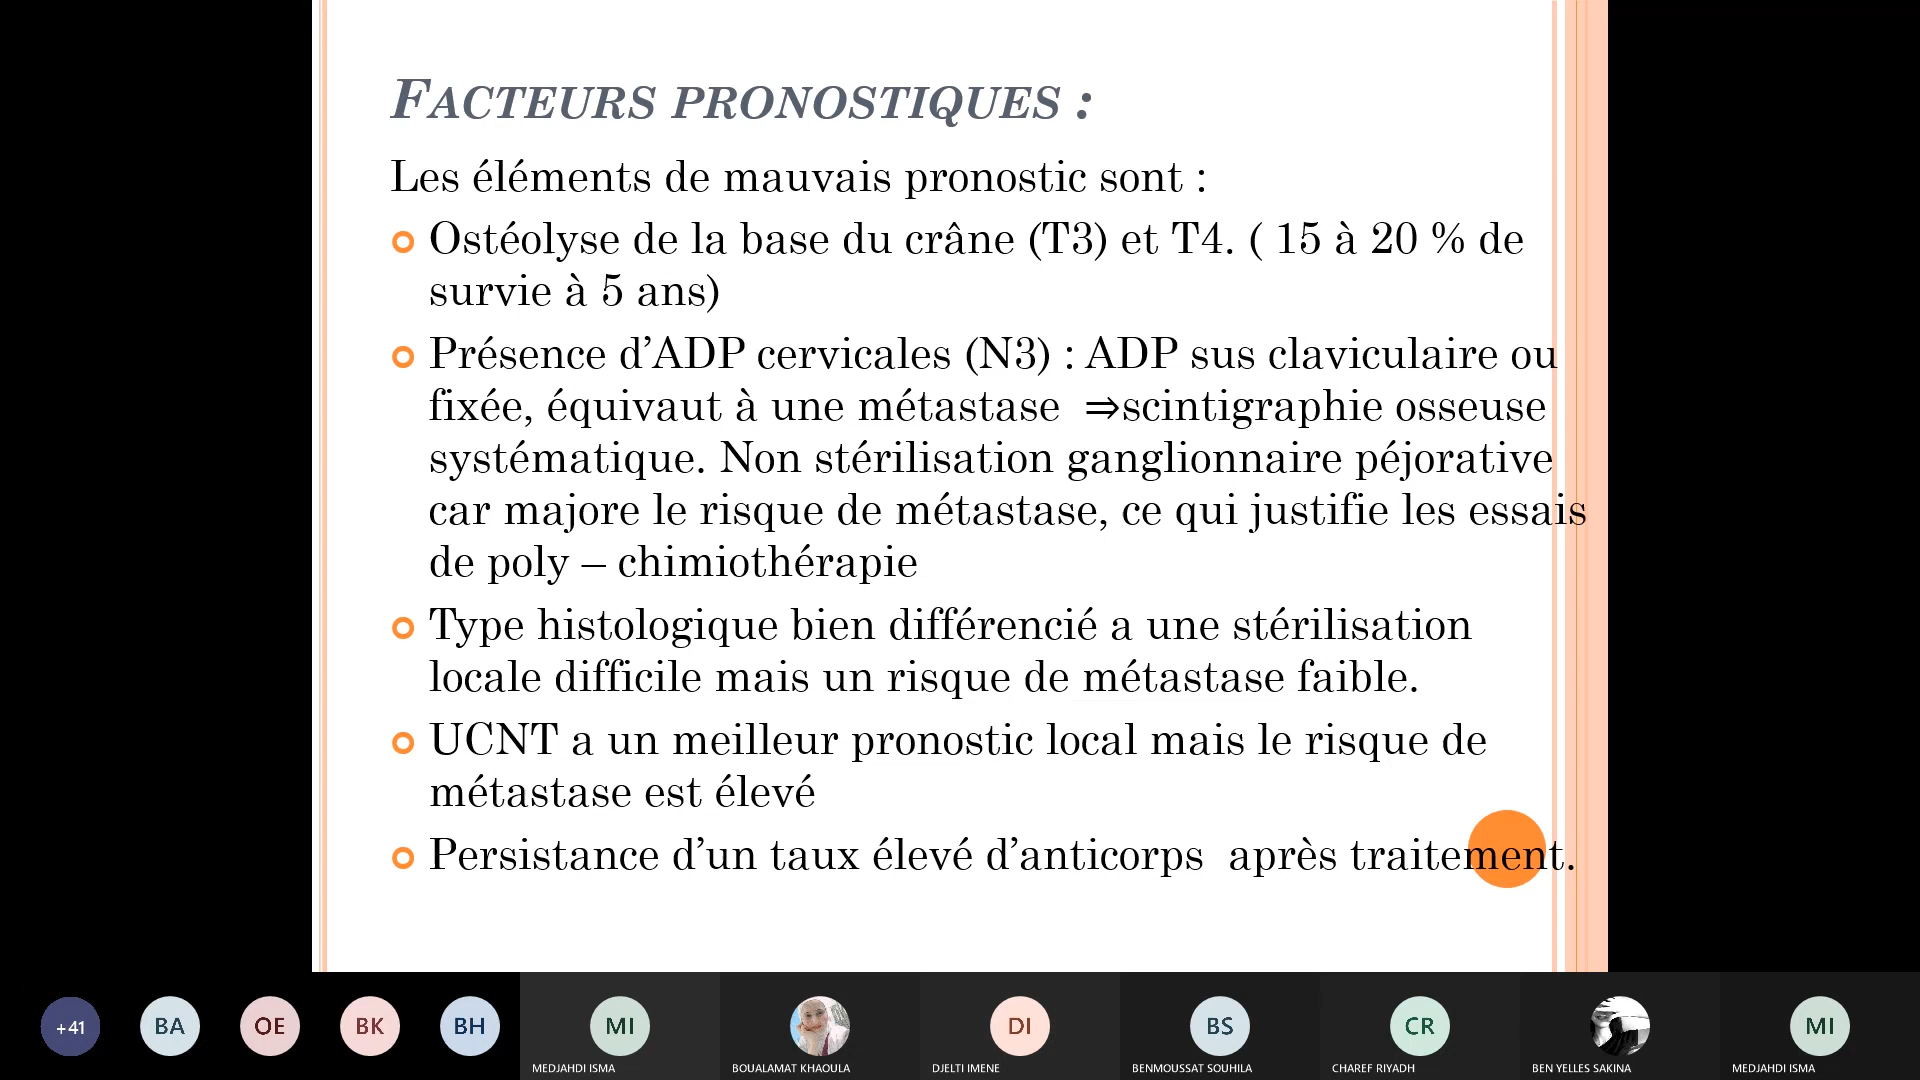 FACTEURS PRONOSTIQUES :
Les éléments de mauvais pronostic sont :
Ostéolyse de la base du crâne (T3) et T4. ( 15 à 20 % de
survie à 5 ans)
Présence d’ADP cervicales (N3) : ADP sus claviculaire ou
fixée, équivaut à une métastase ⇒scintigraphie osseuse
systématique. Non stérilisation ganglionnaire péjorative
car majore le risque de métastase, ce qui justifie les essais
de poly – chimiothérapie
Type histologique bien différencié a une stérilisation
locale difficile mais un risque de métastase faible.
UCNT a un meilleur pronostic local mais le risque de
métastase est élevé
Persistance d’un taux élevé d’anticorps après traitement.
+41 BA OE BK BH MI DI BS CR MI
MEDJAHDI ISMA BOUALAMAT KHAOULA DJELTI IMENE BENMOUSSAT SOUHILA CHAREF RIYADH BEN YELLES SAKINA MEDJAHDI ISMA